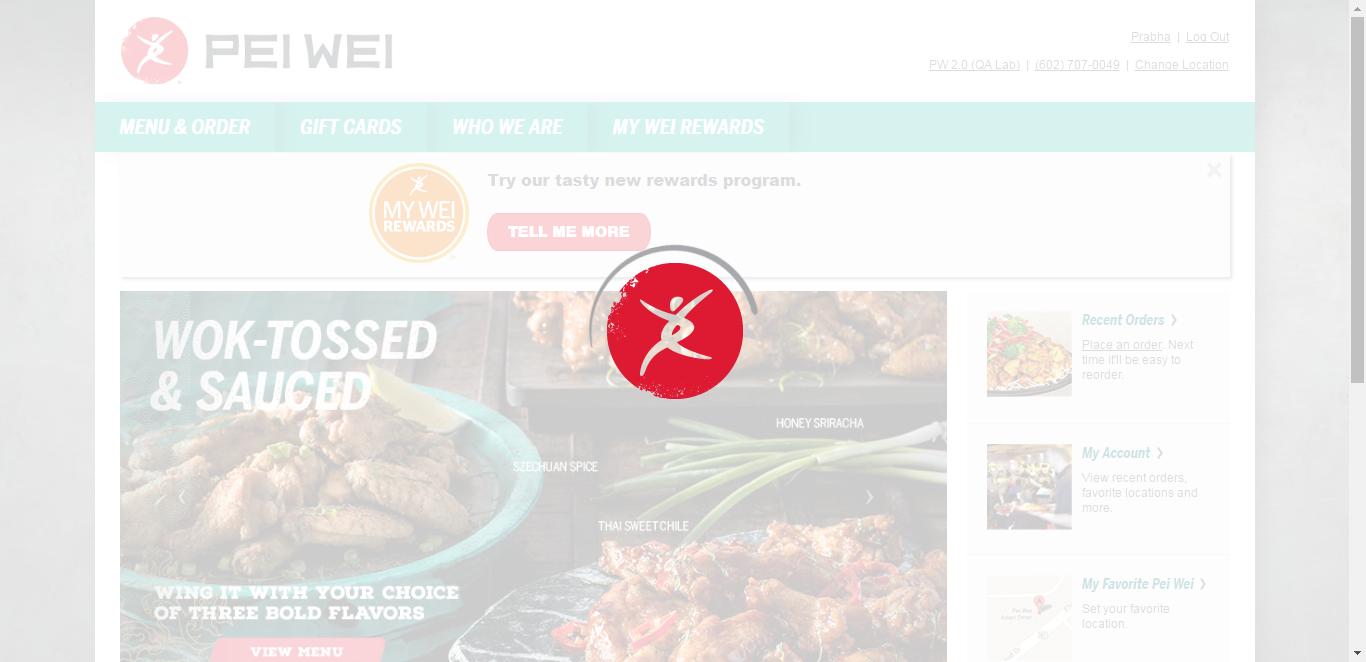 PEI WEI
Prabha | Log Out
PW 2.0 (QA Lab) | (602) 707-0049 | Change Location
MENU & ORDER GIFT CARDS WHO WE ARE MY WEI REWARDS
MY WEI
REWARDS
Try our tasty new rewards program.
TELL ME MORE
WOK-TOSSED
& SAUCED
HONEY SRIRACHA
SZECHUAN SPICE
THAI SWEET CHILE
WING IT WITH YOUR CHOICE
OF THREE BOLD FLAVORS
VIEW MENU
Recent Orders
Place an order. Next
time it'll be easy to
reorder.
My Account
View recent orders,
favorite locations and
more.
My Favorite Pei Wei
Set your favorite
location.
Pei Wei
Asian Diner